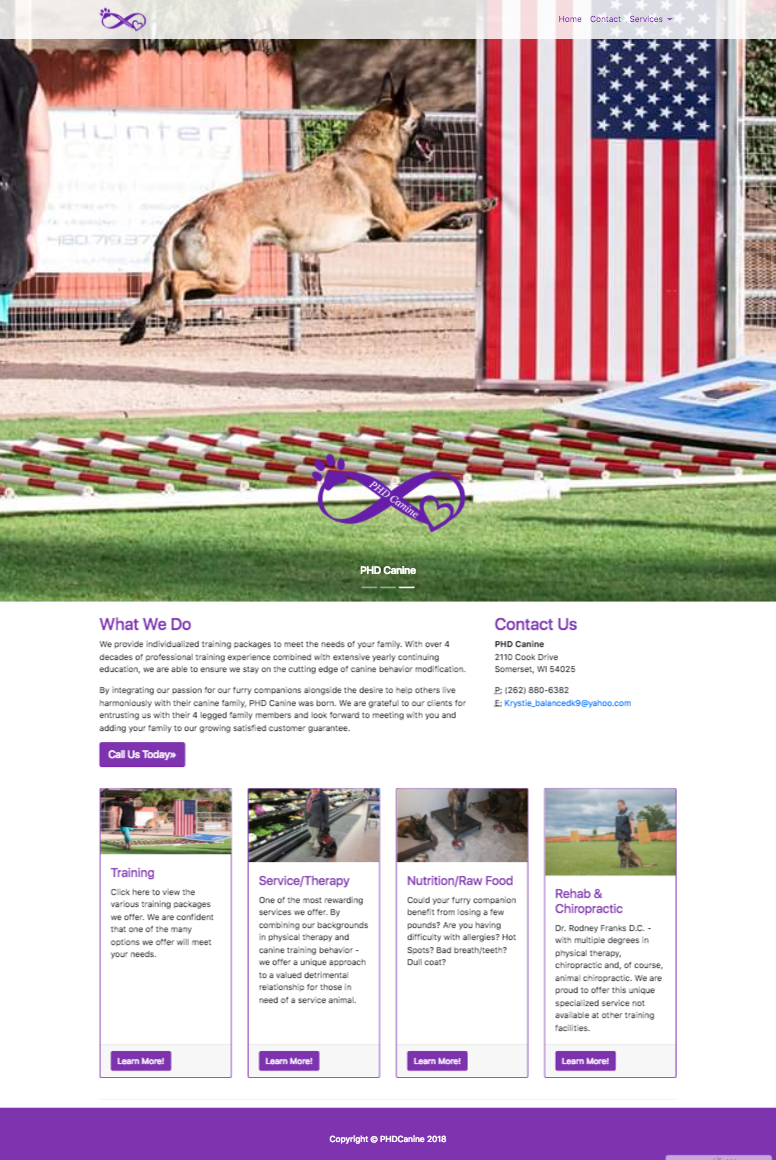 Home Contact Services
Hunter
Canine
480.719.377
PHD Canine
PHD Canine
What We Do
We provide individualized training packages to meet the needs of your family. With over 4
decades of professional training experience combined with extensive yearly continuing
education, we are able to ensure we stay on the cutting edge of canine behavior modification.
By integrating our passion for our furry companions alongside the desire to help others live
harmoniously with their canine family, PHD Canine was born. We are grateful to our clients for
entrusting us with their 4 legged family members and look forward to meeting with you and
adding your family to our growing satisfied customer guarantee.
Call Us Today»
Contact Us
PHD Canine
2110 Cook Drive
Somerset, WI 54025
P: (262) 880-6382
E: Krystie_balancedk9@yahoo.com
Training
Click here to view the
various training packages
we offer. We are confident
that one of the many
options we offer will meet
your needs.
Learn More!
Service/Therapy
One of the most rewarding
services we offer. By
combining our backgrounds
in physical therapy and
canine training behavior -
we offer a unique approach
to a valued detrimental
relationship for those in
need of a service animal.
Learn More!
Nutrition/Raw Food
Could your furry companion
benefit from losing a few
pounds? Are you having
difficulty with allergies? Hot
Spots? Bad breath/teeth?
Dull coat?
Learn More!
Rehab &
Chiropractic
Dr. Rodney Franks D.C. -
with multiple degrees in
physical therapy,
chiropractic and, of course,
animal chiropractic. We are
proud to offer this unique
specialized service not
available at other training
facilities.
Learn More!
Copyright © PHDCanine 2018